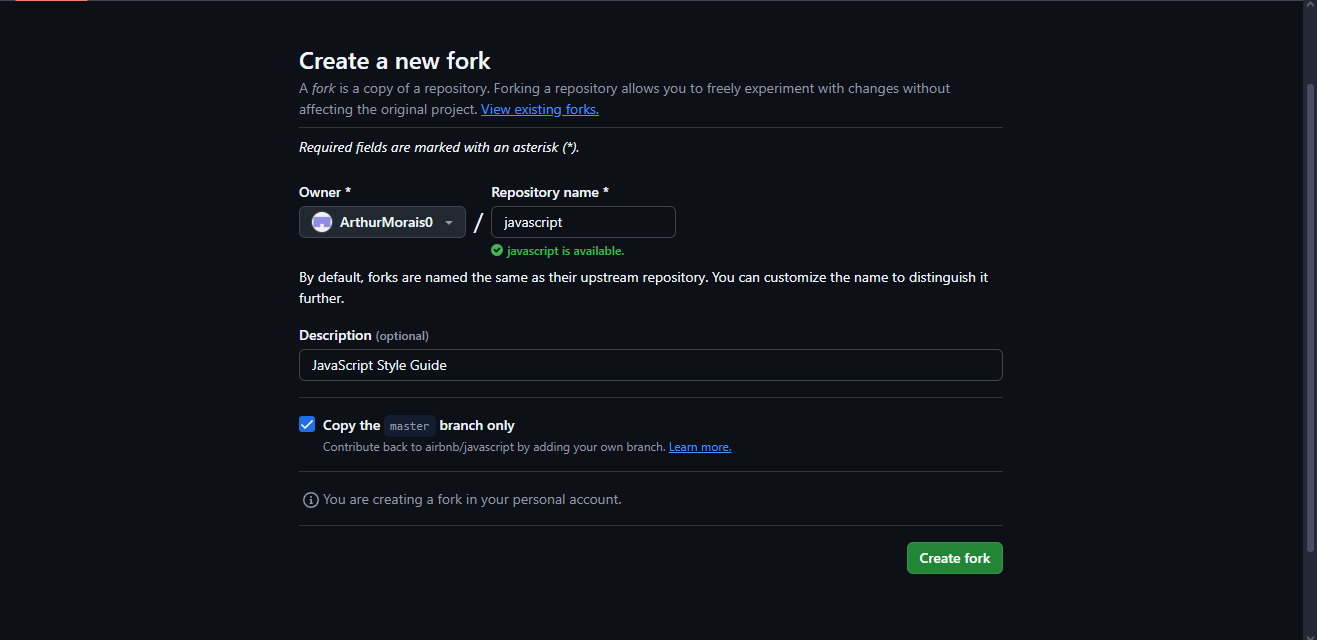 Create a new fork
A fork is a copy of a repository. Forking a repository allows you to freely experiment with changes without
affecting the original project. View existing forks.
Required fields are marked with an asterisk (*).
Owner * Repository name *
ArthurMorais0 / javascript
javascript is available.
By default, forks are named the same as their upstream repository. You can customize the name to distinguish it
further.
Description (optional)
JavaScript Style Guide
Copy the master branch only
Contribute back to airbnb/javascript by adding your own branch. Learn more.
You are creating a fork in your personal account.
Create fork